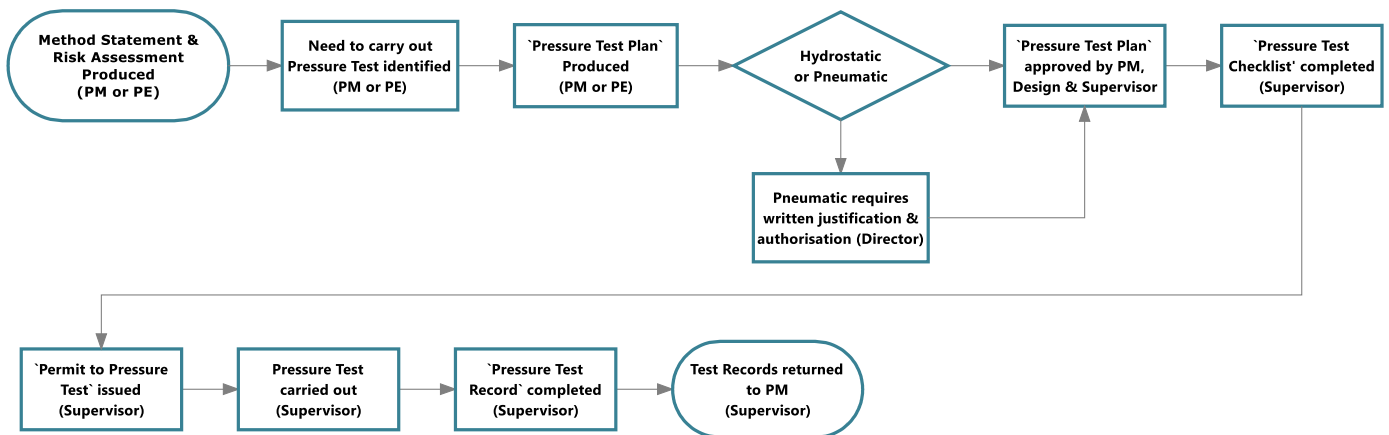 Method Statement &
Risk Assessment
Produced
(PM or PE)
Need to carry out
Pressure Test identified
(PM or PE)
`Pressure Test Plan`
Produced
(PM or PE)
Hydrostatic
or Pneumatic
`Pressure Test Plan`
approved by PM,
Design & Supervisor
`Pressure Test
Checklist' completed
(Supervisor)
Pneumatic requires
written justification &
authorisation (Director)
`Permit to Pressure
Test` issued
(Supervisor)
Pressure Test
carried out
(Supervisor)
`Pressure Test
Record` completed
(Supervisor)
Test Records returned
to PM
(Supervisor)